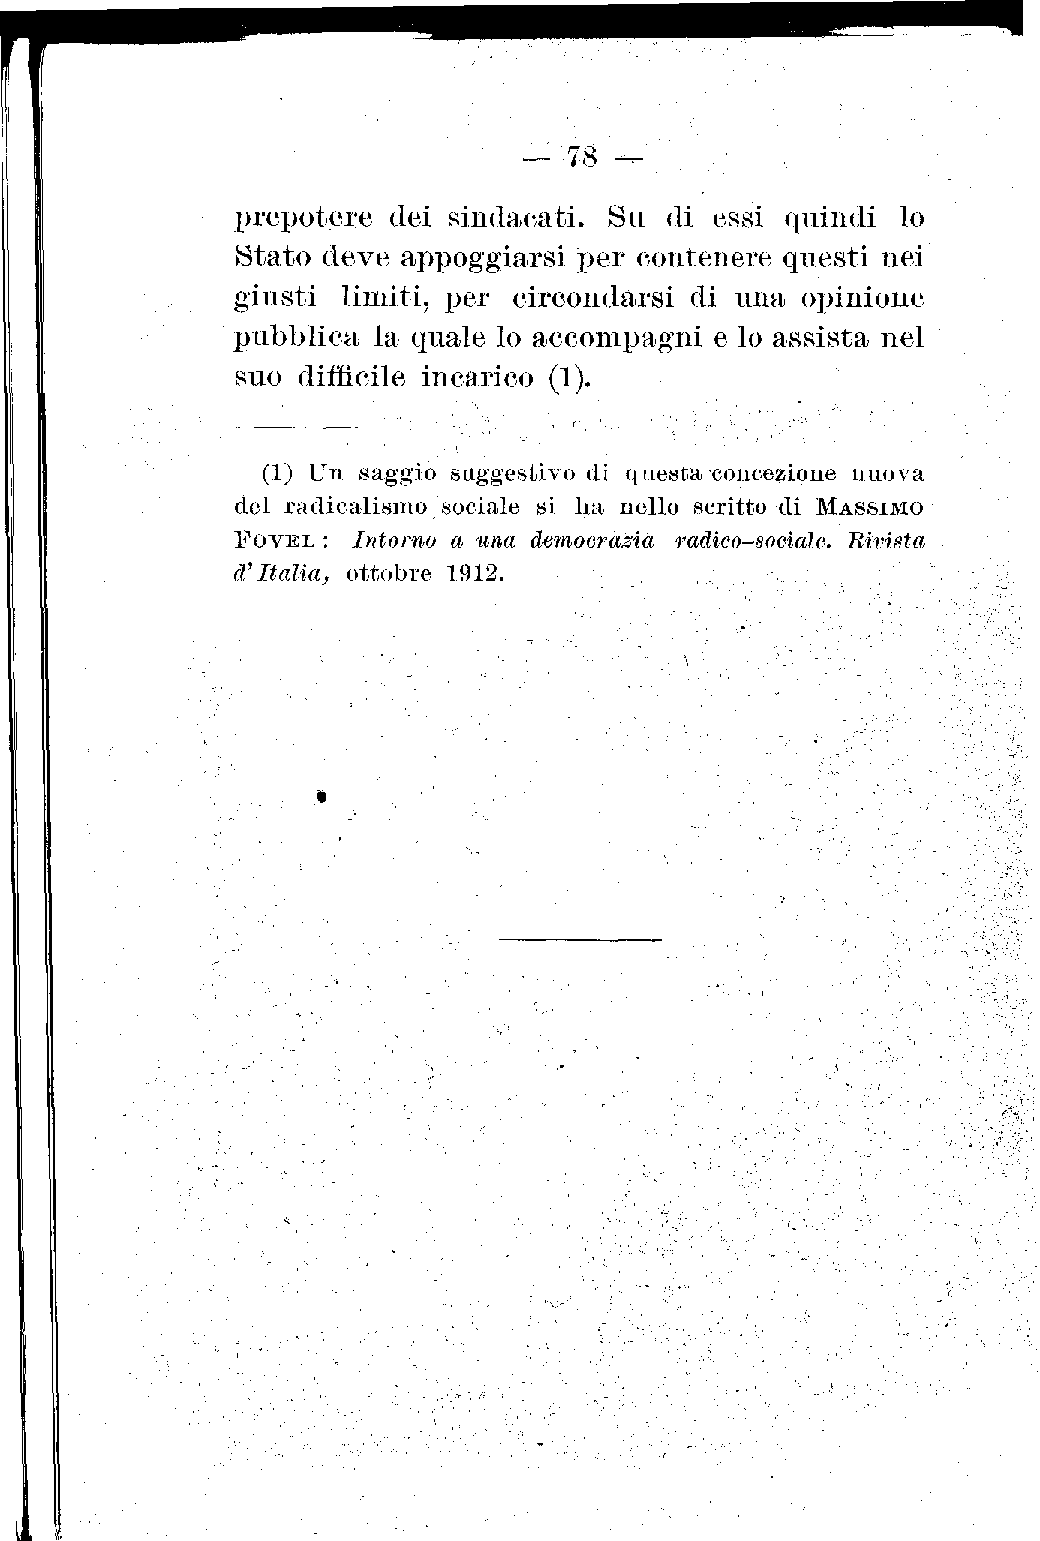 — 78 —
prepotere dei sindacati. Su di essi quindi lo
Stato deve appoggiarsi per contenere questi nei
giusti limiti, per circondarsi di una opinione
pubblica la quale lo accompagni e lo assista nel
suo difficile incarico (1).
(1) Un saggio suggestivo di questa concezione nuova
del radicalismo sociale si ha nello scritto di MASSIMO
FOVEL: Intorno a una democrazia radico-sociale. Rivista
d'Italia, ottobre 1912.